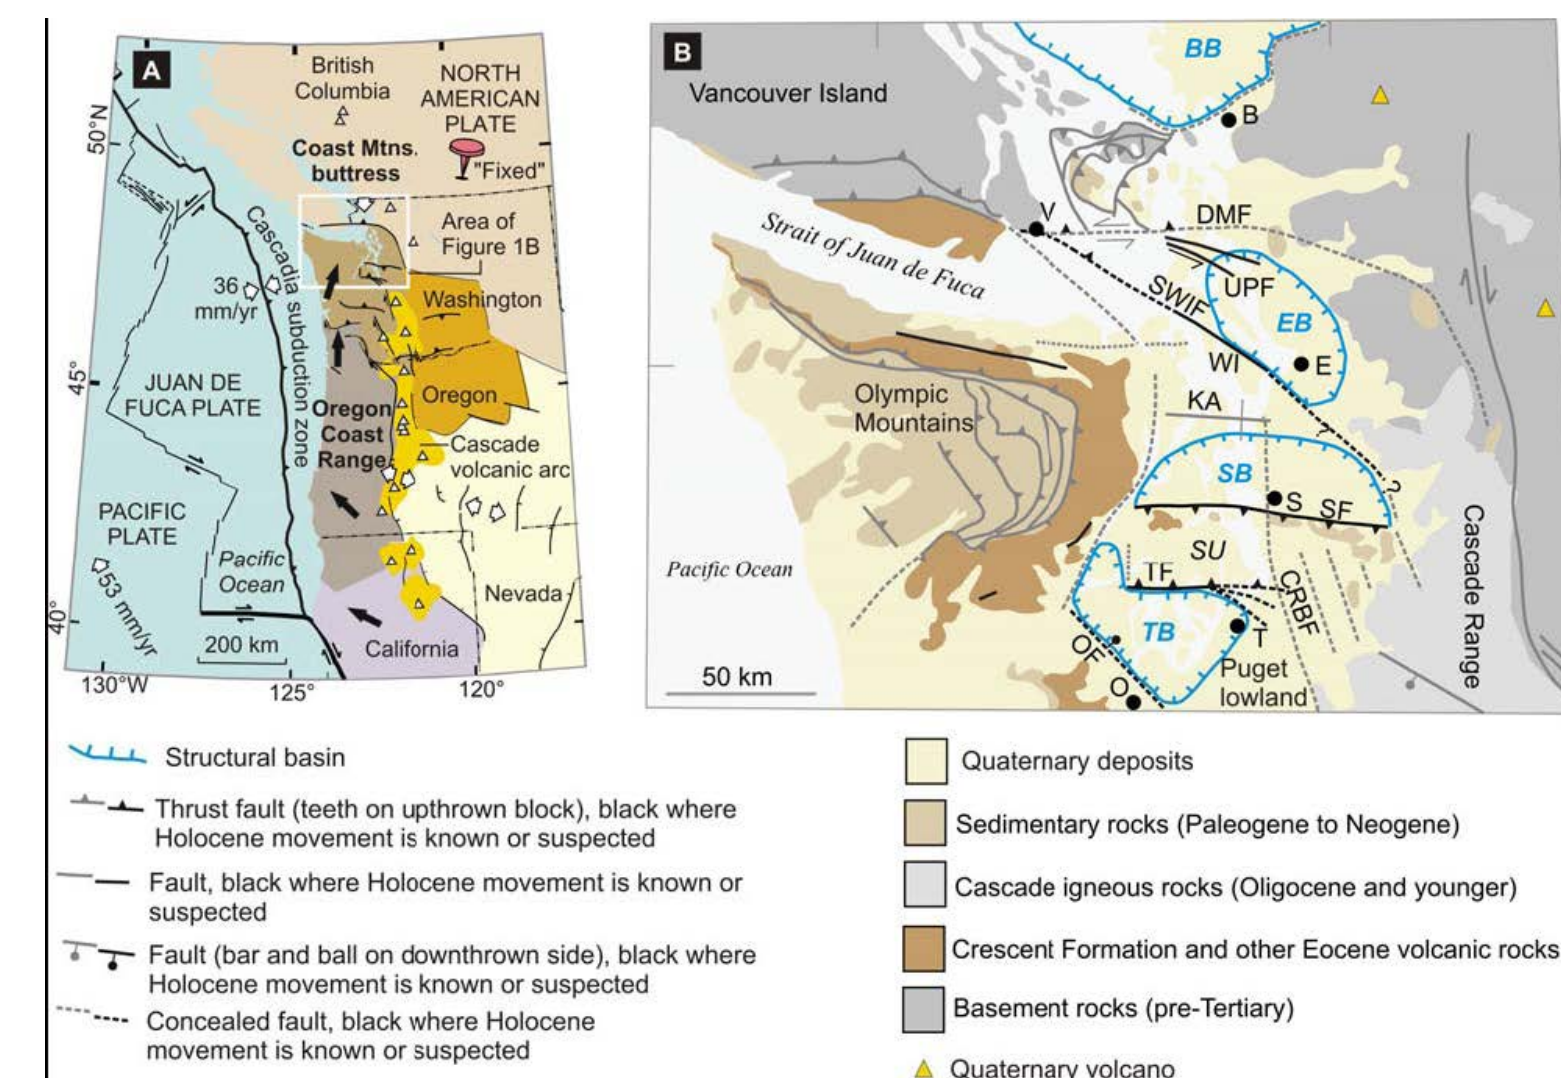 A
British
Columbia
NORTH
AMERICAN
PLATE
"Fixed"
Coast Mtns.
buttress
50°N
Area of
Figure 1B
Cascadia subduction zone
36
mm/yr
Washington
45°
JUAN DE
FUCA PLATE
Oregon
Oregon
Coast
Range
Cascade
volcanic arc
PACIFIC
PLATE
Pacific
Ocean
Nevada
53 mm/yr
40°
200 km
California
130°W
125°
120°
B
BB
Vancouver Island
B
V
DMF
Strait of Juan de Fuca
UPF
SWIF
EB
WI
E
Olympic
Mountains
KA
?
SB
?
S
SF
Cascade Range
SU
Pacific Ocean
TF
CRBF
TB
T
OF
Puget
lowland
O
50 km
Structural basin
Thrust fault (teeth on upthrown block), black where
Holocene movement is known or suspected
Fault, black where Holocene movement is known or
suspected
Fault (bar and ball on downthrown side), black where
Holocene movement is known or suspected
Concealed fault, black where Holocene
movement is known or suspected
Quaternary deposits
Sedimentary rocks (Paleogene to Neogene)
Cascade igneous rocks (Oligocene and younger)
Crescent Formation and other Eocene volcanic rocks
Basement rocks (pre-Tertiary)
Quaternary volcano